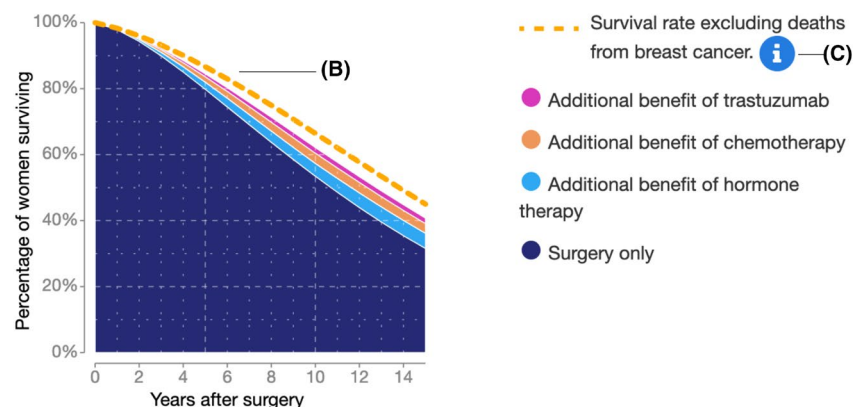 100%
80%
60%
40%
20%
0%
Percentage of women surviving
0 2 4 6 8 10 12 14
Years after surgery
(B)
Survival rate excluding deaths
from breast cancer. i (C)
Additional benefit of trastuzumab
Additional benefit of chemotherapy
Additional benefit of hormone
therapy
Surgery only